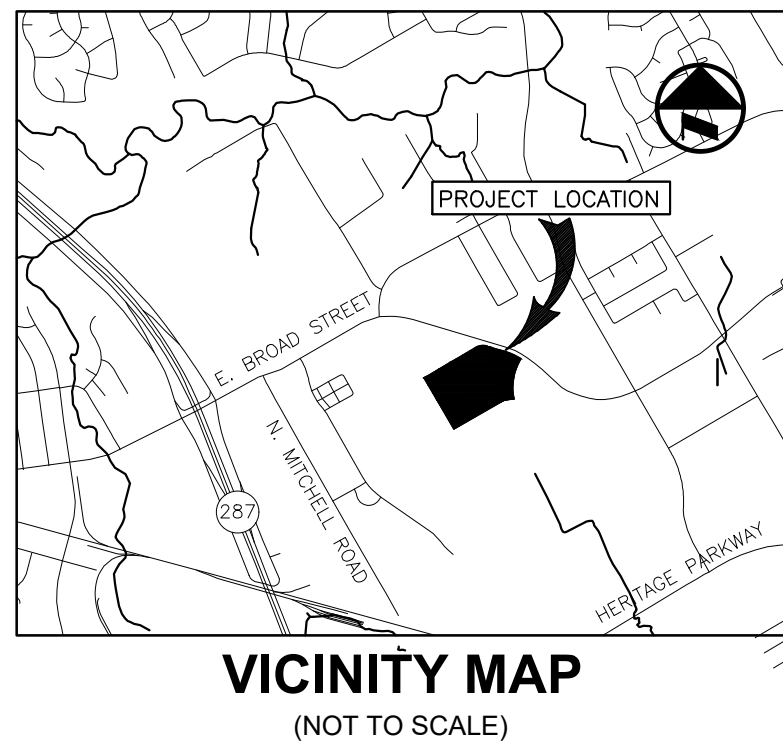 PROJECT LOCATION
E. BROAD STREET
N. MITCHELL ROAD
287
HERITAGE PARKWAY
VICINITY MAP
(NOT TO SCALE)